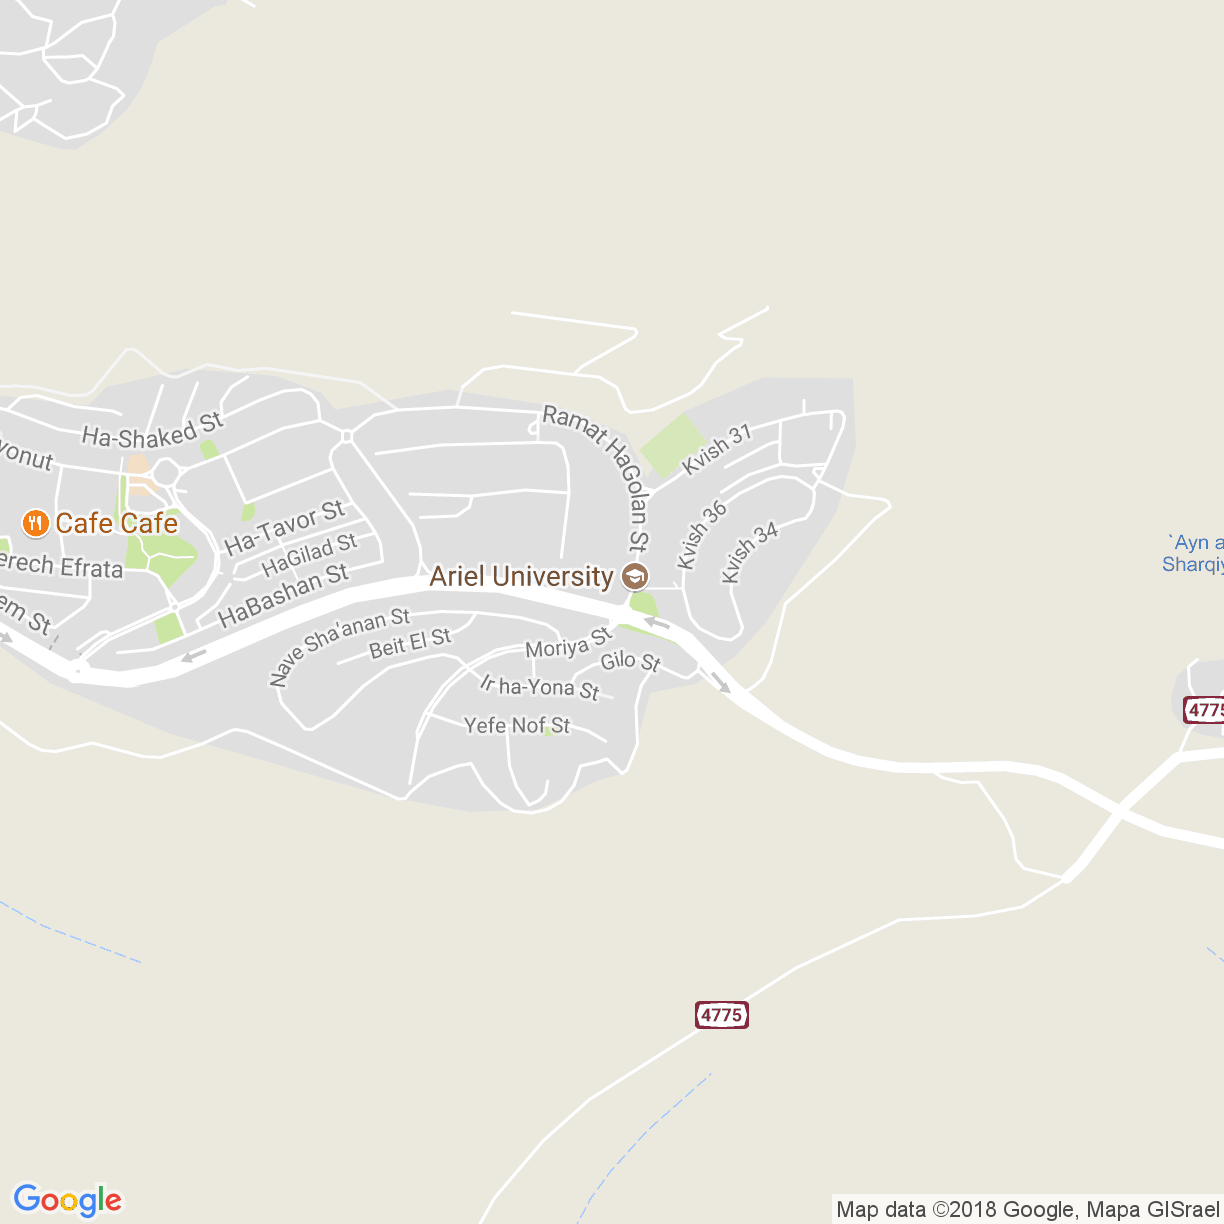 Ramat HaGolan St
Ha-Shaked St
Kvish 31
Cafe Cafe
Ha-Tavor St
HaGilad St
HaBashan St
Kvish 36
Kvish 34
`Ayn a
Sharqiy
erech Efrata
Ariel University
em St
Nave Sha'anan St
Beit El St
Moriya St
Gilo St
Ir ha-Yona St
Yefe Nof St
4775
4775
Google
Map data ©2018 Google, Mapa GISrael